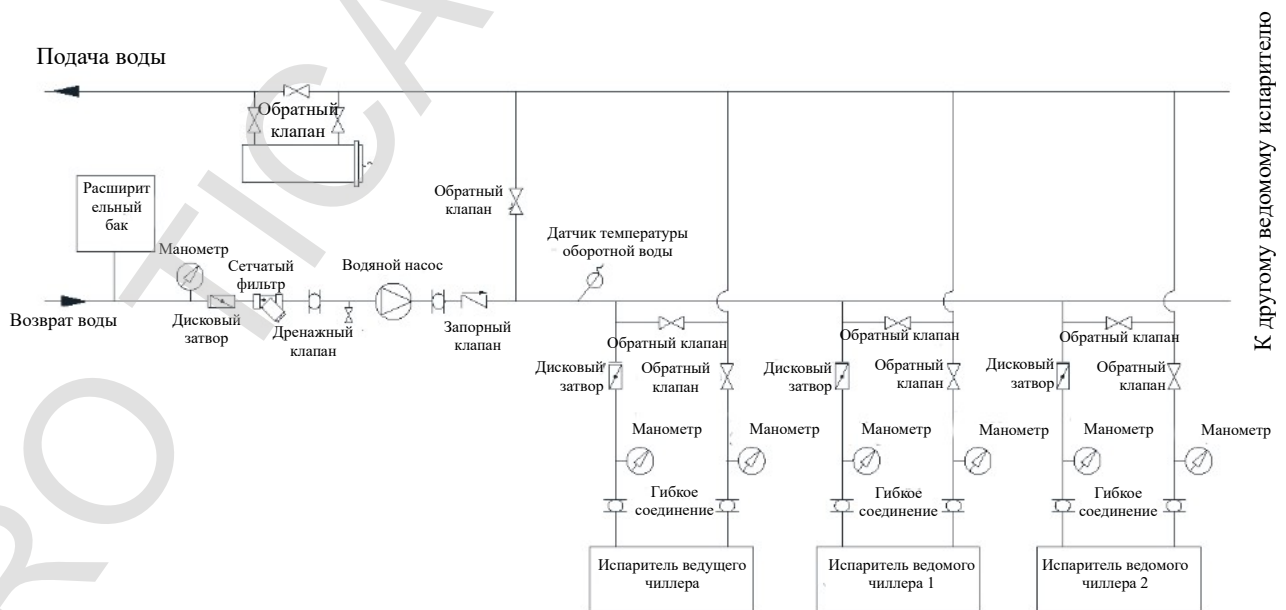 Подача воды
Обратный
клапан
Расширит
ельный
бак
Манометр
Сетчатый
фильтр
Водяной насос
Обратный
клапан
Датчик температуры
оборотной воды
Возврат воды
Дисковый
затвор
Дренажный
клапан
Запорный
клапан
Обратный клапан
Обратный клапан
Обратный клапан
Дисковый
затвор
Обратный
клапан
Дисковый
затвор
Обратный
клапан
Дисковый
затвор
Обратный
клапан
Манометр
Манометр
Манометр
Манометр
Манометр
Манометр
Гибкое
соединение
Гибкое
соединение
Гибкое
соединение
Испаритель ведущего
чиллера
Испаритель ведомого
чиллера 1
Испаритель ведомого
чиллера 2
К другому ведомому испарителю
RO TICA